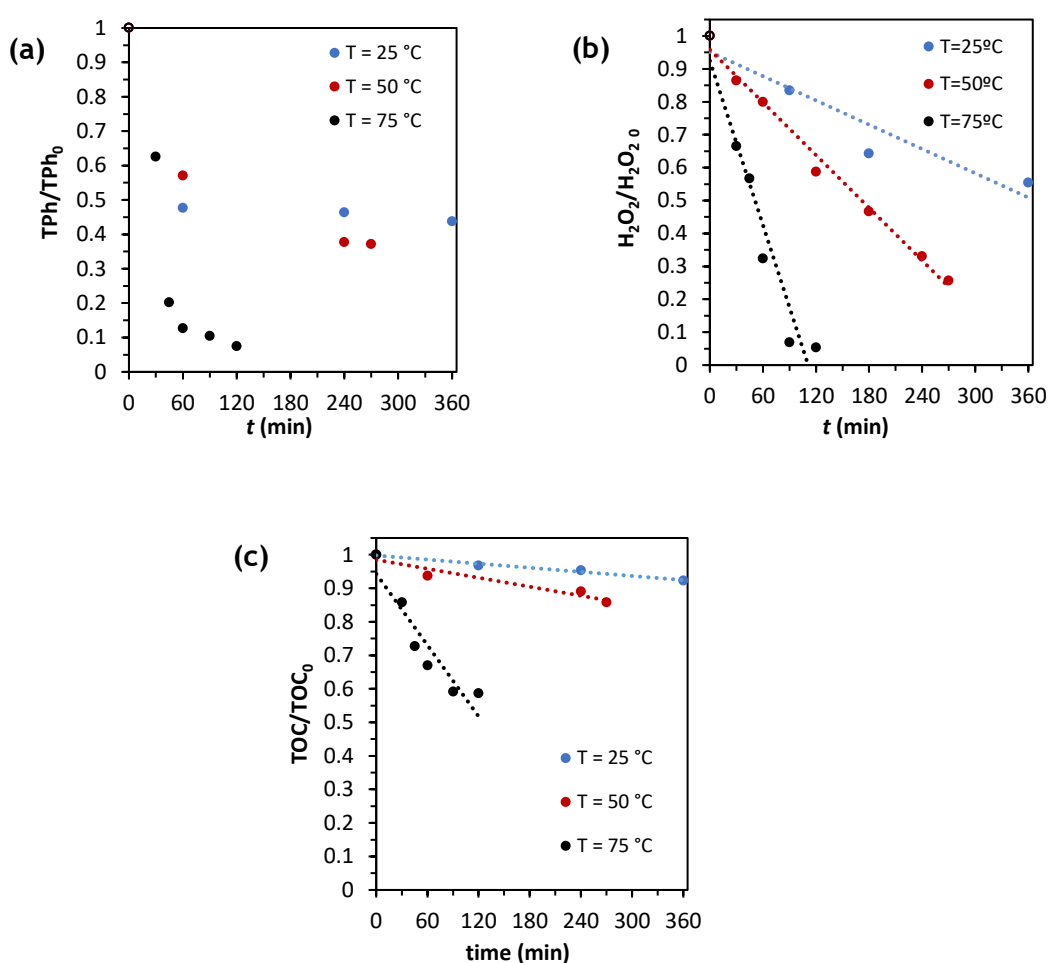 (a)
TPh/TPh₀
1
0.9
0.8
0.7
0.6
0.5
0.4
0.3
0.2
0.1
0
0 60 120 180 240 300 360
t (min)
T = 25 °C
T = 50 °C
T = 75 °C
(b)
H₂O₂/H₂O₂ ₀
1
0.9
0.8
0.7
0.6
0.5
0.4
0.3
0.2
0.1
0
0 60 120 180 240 300 360
t (min)
T=25ºC
T=50ºC
T=75ºC
(c)
TOC/TOC₀
1
0.9
0.8
0.7
0.6
0.5
0.4
0.3
0.2
0.1
0
0 60 120 180 240 300 360
time (min)
T = 25 °C
T = 50 °C
T = 75 °C